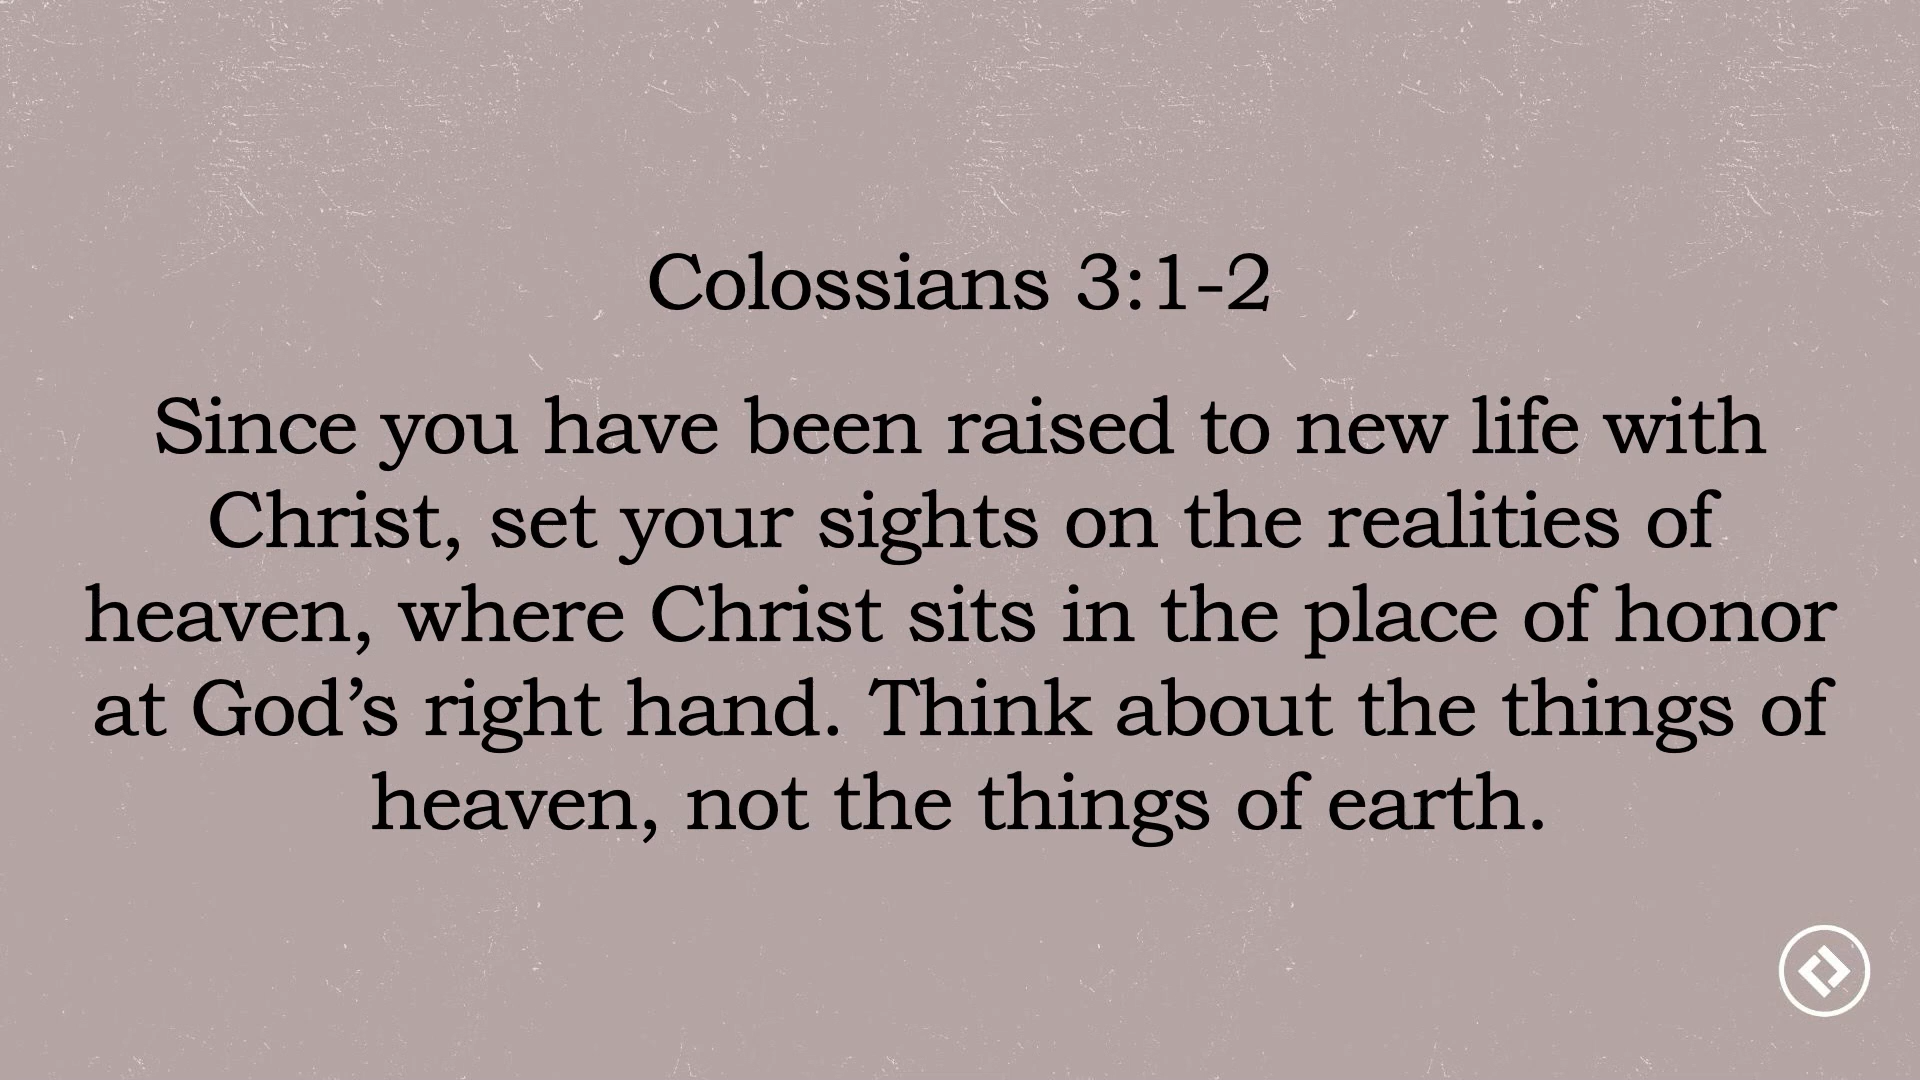 Colossians 3:1-2
Since you have been raised to new life with
Christ, set your sights on the realities of
heaven, where Christ sits in the place of honor
at God’s right hand. Think about the things of
heaven, not the things of earth.